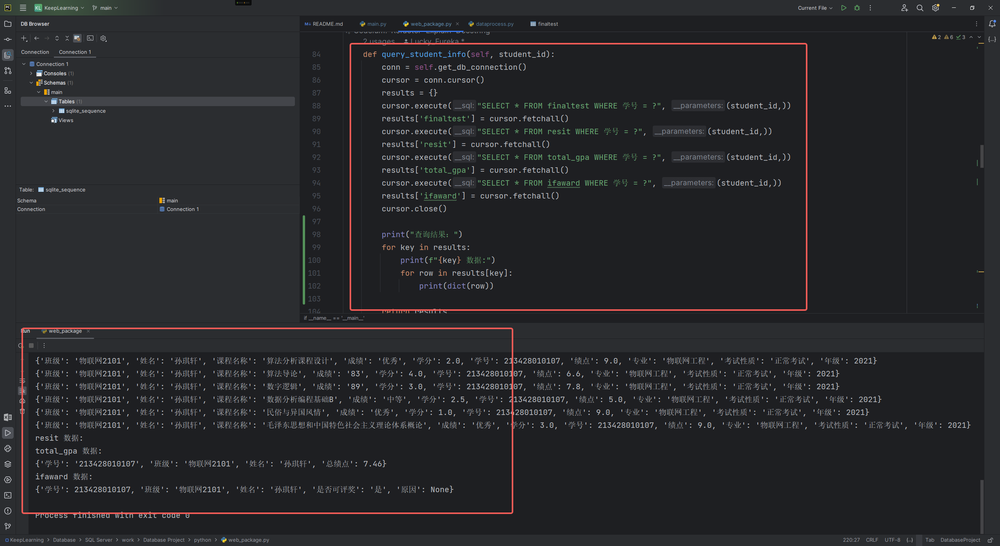 PC
KL KeepLearning
main
Current File
DB Browser
Connection
Connection 1
Connection 1
Consoles (1)
Schemas (1)
main
Tables (1)
sqlite_sequence
Views
Table: sqlite_sequence
Schema main
Connection Connection 1
M↓ README.md
main.py
web_package.py
dataprocess.py
finaltest
2 6 3
Codeium: Refactor Explain Docstring
2 usages Lucky_Eureka *
84 def query_student_info(self, student_id):
85 conn = self.get_db_connection()
86 cursor = conn.cursor()
87 results = {}
88 cursor.execute(__sql: "SELECT * FROM finaltest WHERE 学号 = ?", __parameters: (student_id,))
89 results['finaltest'] = cursor.fetchall()
90 cursor.execute(__sql: "SELECT * FROM resit WHERE 学号 = ?", __parameters: (student_id,))
91 results['resit'] = cursor.fetchall()
92 cursor.execute(__sql: "SELECT * FROM total_gpa WHERE 学号 = ?", __parameters: (student_id,))
93 results['total_gpa'] = cursor.fetchall()
94 cursor.execute(__sql: "SELECT * FROM ifaward WHERE 学号 = ?", __parameters: (student_id,))
95 results['ifaward'] = cursor.fetchall()
96 cursor.close()
97
98 print("查询结果：")
99 for key in results:
100 print(f"{key} 数据:")
101 for row in results[key]:
102 print(dict(row))
103
104 return results
if __name__ == '__main__'
Run web_package
{'班级': '物联网2101', '姓名': '孙琪轩', '课程名称': '算法分析课程设计', '成绩': '优秀', '学分': 2.0, '学号': 213428010107, '绩点': 9.0, '专业': '物联网工程', '考试性质': '正常考试', '年级': 2021}
{'班级': '物联网2101', '姓名': '孙琪轩', '课程名称': '算法导论', '成绩': '83', '学分': 4.0, '学号': 213428010107, '绩点': 6.6, '专业': '物联网工程', '考试性质': '正常考试', '年级': 2021}
{'班级': '物联网2101', '姓名': '孙琪轩', '课程名称': '数字逻辑', '成绩': '89', '学分': 3.0, '学号': 213428010107, '绩点': 7.8, '专业': '物联网工程', '考试性质': '正常考试', '年级': 2021}
{'班级': '物联网2101', '姓名': '孙琪轩', '课程名称': '数据分析编程基础B', '成绩': '中等', '学分': 2.5, '学号': 213428010107, '绩点': 5.0, '专业': '物联网工程', '考试性质': '正常考试', '年级': 2021}
{'班级': '物联网2101', '姓名': '孙琪轩', '课程名称': '民俗与异国风情', '成绩': '优秀', '学分': 1.0, '学号': 213428010107, '绩点': 9.0, '专业': '物联网工程', '考试性质': '正常考试', '年级': 2021}
{'班级': '物联网2101', '姓名': '孙琪轩', '课程名称': '毛泽东思想和中国特色社会主义理论体系概论', '成绩': '优秀', '学分': 3.0, '学号': 213428010107, '绩点': 9.0, '专业': '物联网工程', '考试性质': '正常考试', '年级': 2021}
resit 数据:
total_gpa 数据:
{'学号': '213428010107', '班级': '物联网2101', '姓名': '孙琪轩', '总绩点': 7.46}
ifaward 数据:
{'学号': 213428010107, '班级': '物联网2101', '姓名': '孙琪轩', '是否可评奖': '是', '原因': None}
Process finished with exit code 0
KeepLearning > Database > SQL Server > work > Database Project > python > web_package.py
220:27 CRLF UTF-8 {..} Tab DatabaseProject